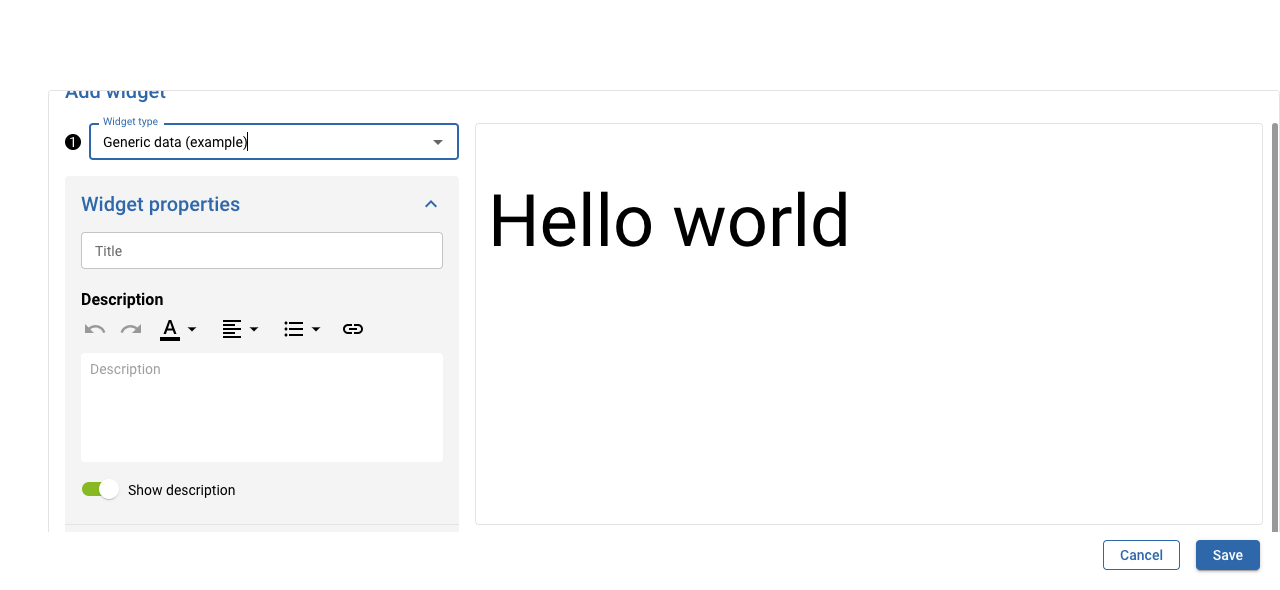 Add widget
Widget type
1
Generic data (example)
Widget properties
Title
Description
A
Description
Show description
Hello world
Cancel
Save